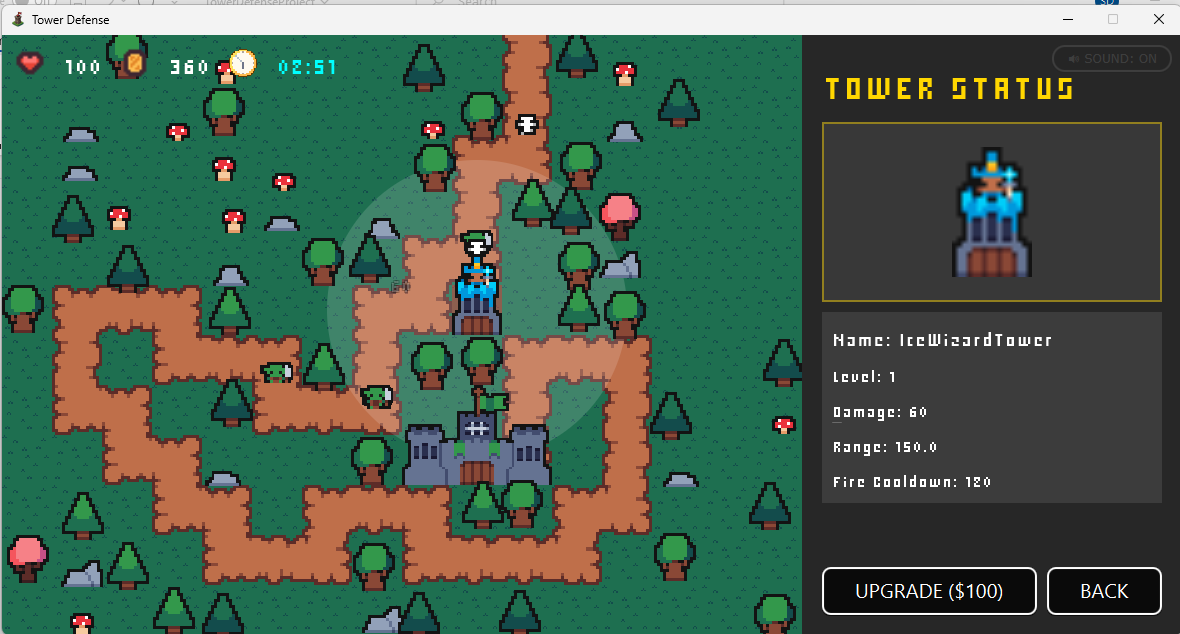 Tower Defense
100 360 02:51
SOUND: ON
TOWER STATUS
Name: IceWizardTower
Level: 1
Damage: 60
Range: 150.0
Fire Cooldown: 120
UPGRADE ($100)
BACK